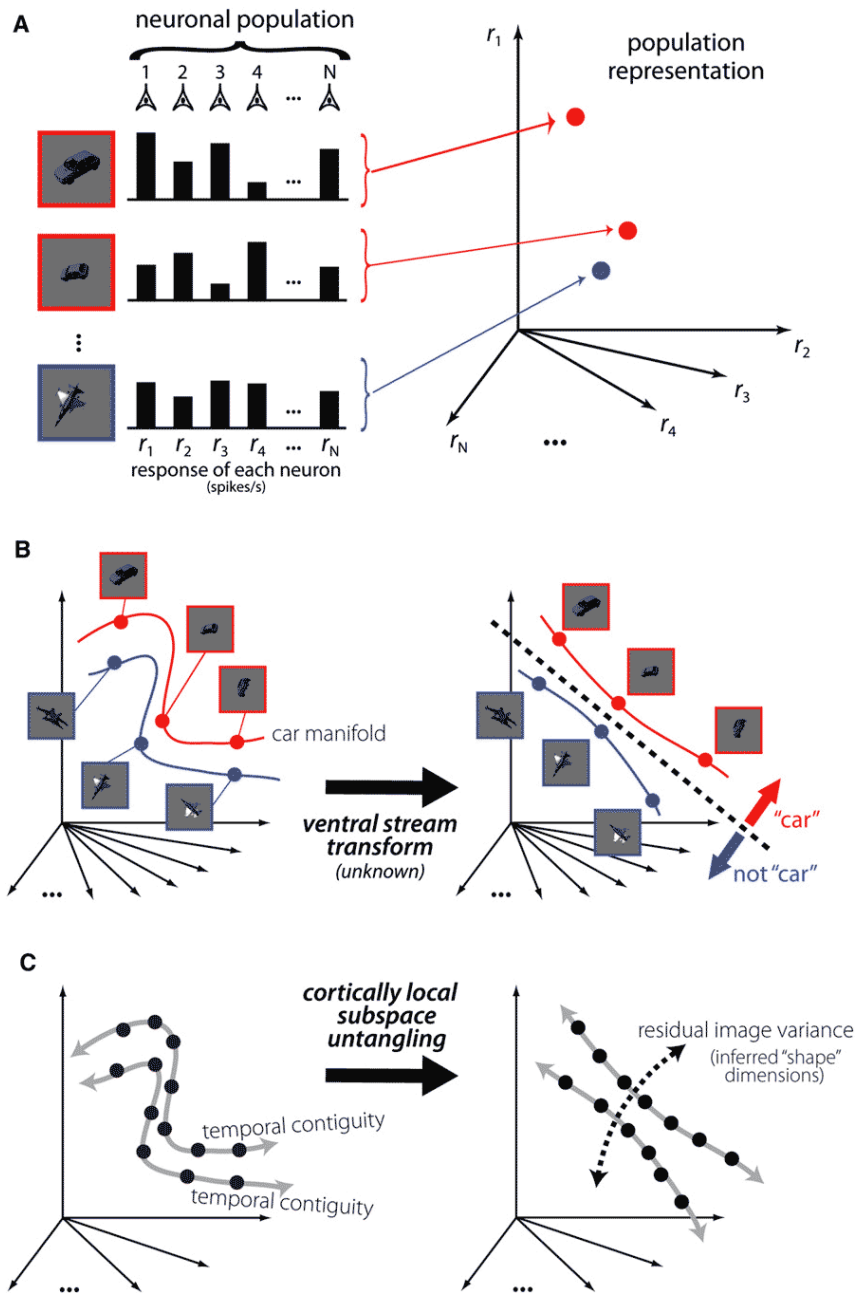 A
neuronal population
1 2 3 4 ... N
r1
population
representation
...
...
...
r2
r3
r4
rN
...
...
r1 r2 r3 r4 ... rN
response of each neuron
(spikes/s)
B
car manifold
ventral stream
transform
(unknown)
"car"
not "car"
...
...
C
cortically local
subspace
untangling
residual image variance
(inferred "shape"
dimensions)
temporal contiguity
temporal contiguity
...
...